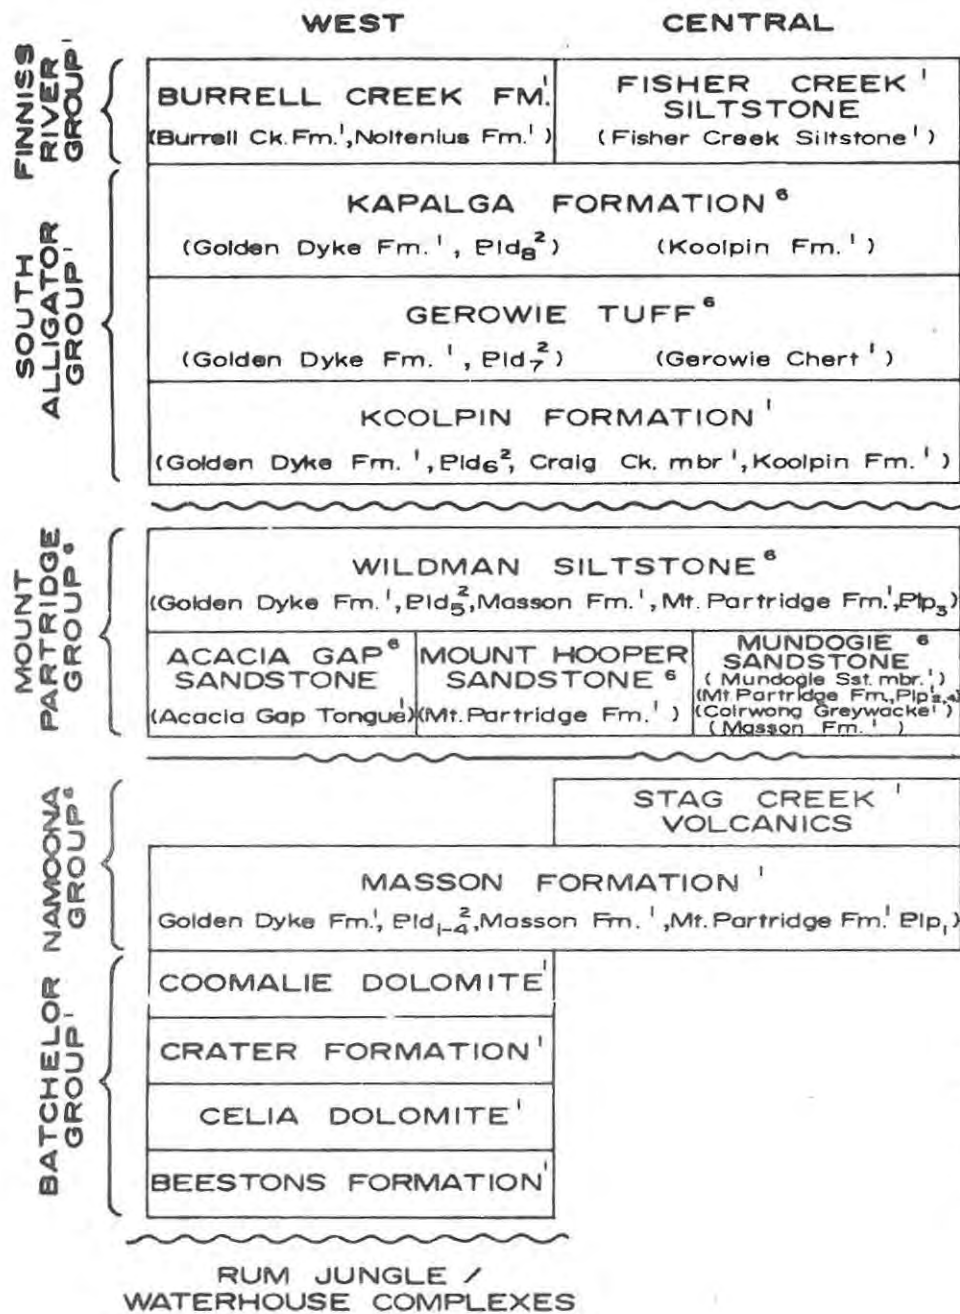 WEST CENTRAL
FINNISS
RIVER
GROUP¹
BURRELL CREEK FM.¹
(Burrell Ck. Fm.¹, Noltenius Fm.¹)
FISHER CREEK¹
SILTSTONE
(Fisher Creek Siltstone¹)
SOUTH
ALLIGATOR
GROUP¹
KAPALGA FORMATION⁶
(Golden Dyke Fm.¹, Pld₈²) (Koolpin Fm.¹)
GEROWIE TUFF⁶
(Golden Dyke Fm.¹, Pld₇²) (Gerowie Chert¹)
KOOLPIN FORMATION¹
(Golden Dyke Fm.¹, Pld₆², Craig Ck. mbr¹, Koolpin Fm.¹)
MOUNT
PARTRIDGE
GROUP⁶
WILDMAN SILTSTONE⁶
(Golden Dyke Fm.¹, Pld₅², Masson Fm.¹, Mt. Partridge Fm.¹, Plp₃)
ACACIA GAP⁶
SANDSTONE
(Acacia Gap Tongue¹)
MOUNT HOOPER
SANDSTONE⁶
(Mt. Partridge Fm.¹)
MUNDOGIE⁶
SANDSTONE
(Mundogie Sst. mbr.¹)
(Mt. Partridge Fm., Plp¹₂,₄)
(Coirwong Greywacke¹)
(Masson Fm.¹)
NAMOONA
GROUP⁶
STAG CREEK¹
VOLCANICS
MASSON FORMATION¹
Golden Dyke Fm.¹, Pld₁₋₄², Masson Fm.¹, Mt. Partridge Fm.¹ Plp₁)
BATCHELOR
GROUP¹
COOMALIE DOLOMITE¹
CRATER FORMATION¹
CELIA DOLOMITE¹
BEESTONS FORMATION¹
RUM JUNGLE /
WATERHOUSE COMPLEXES